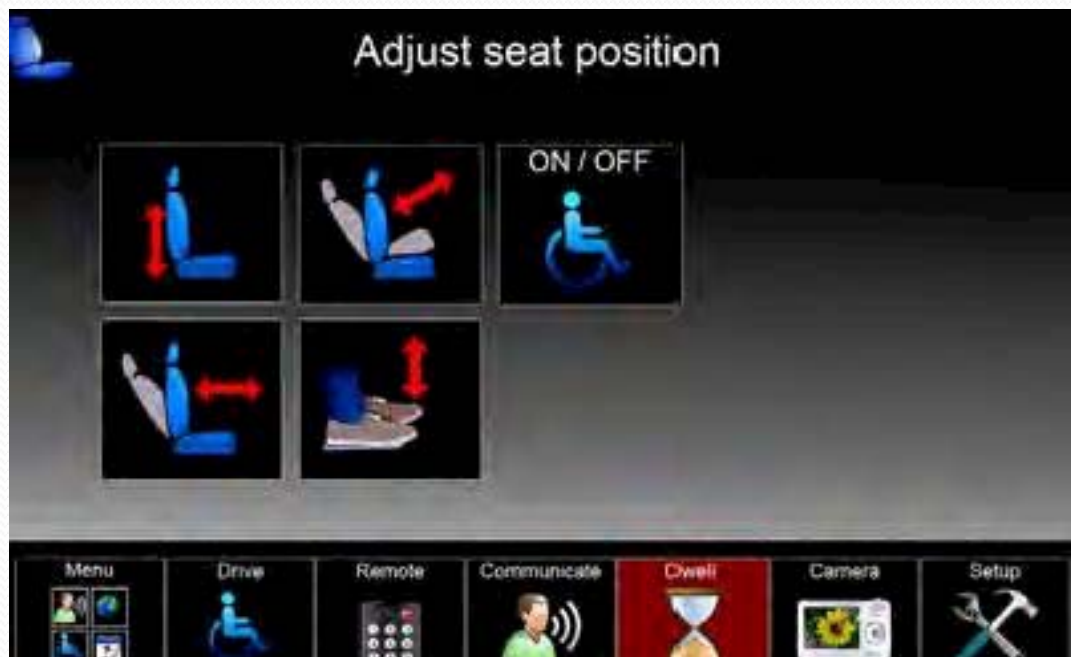 Adjust seat position
ON / OFF
Menu
Drive
Remote
Communicate
Dwell
Camera
Setup